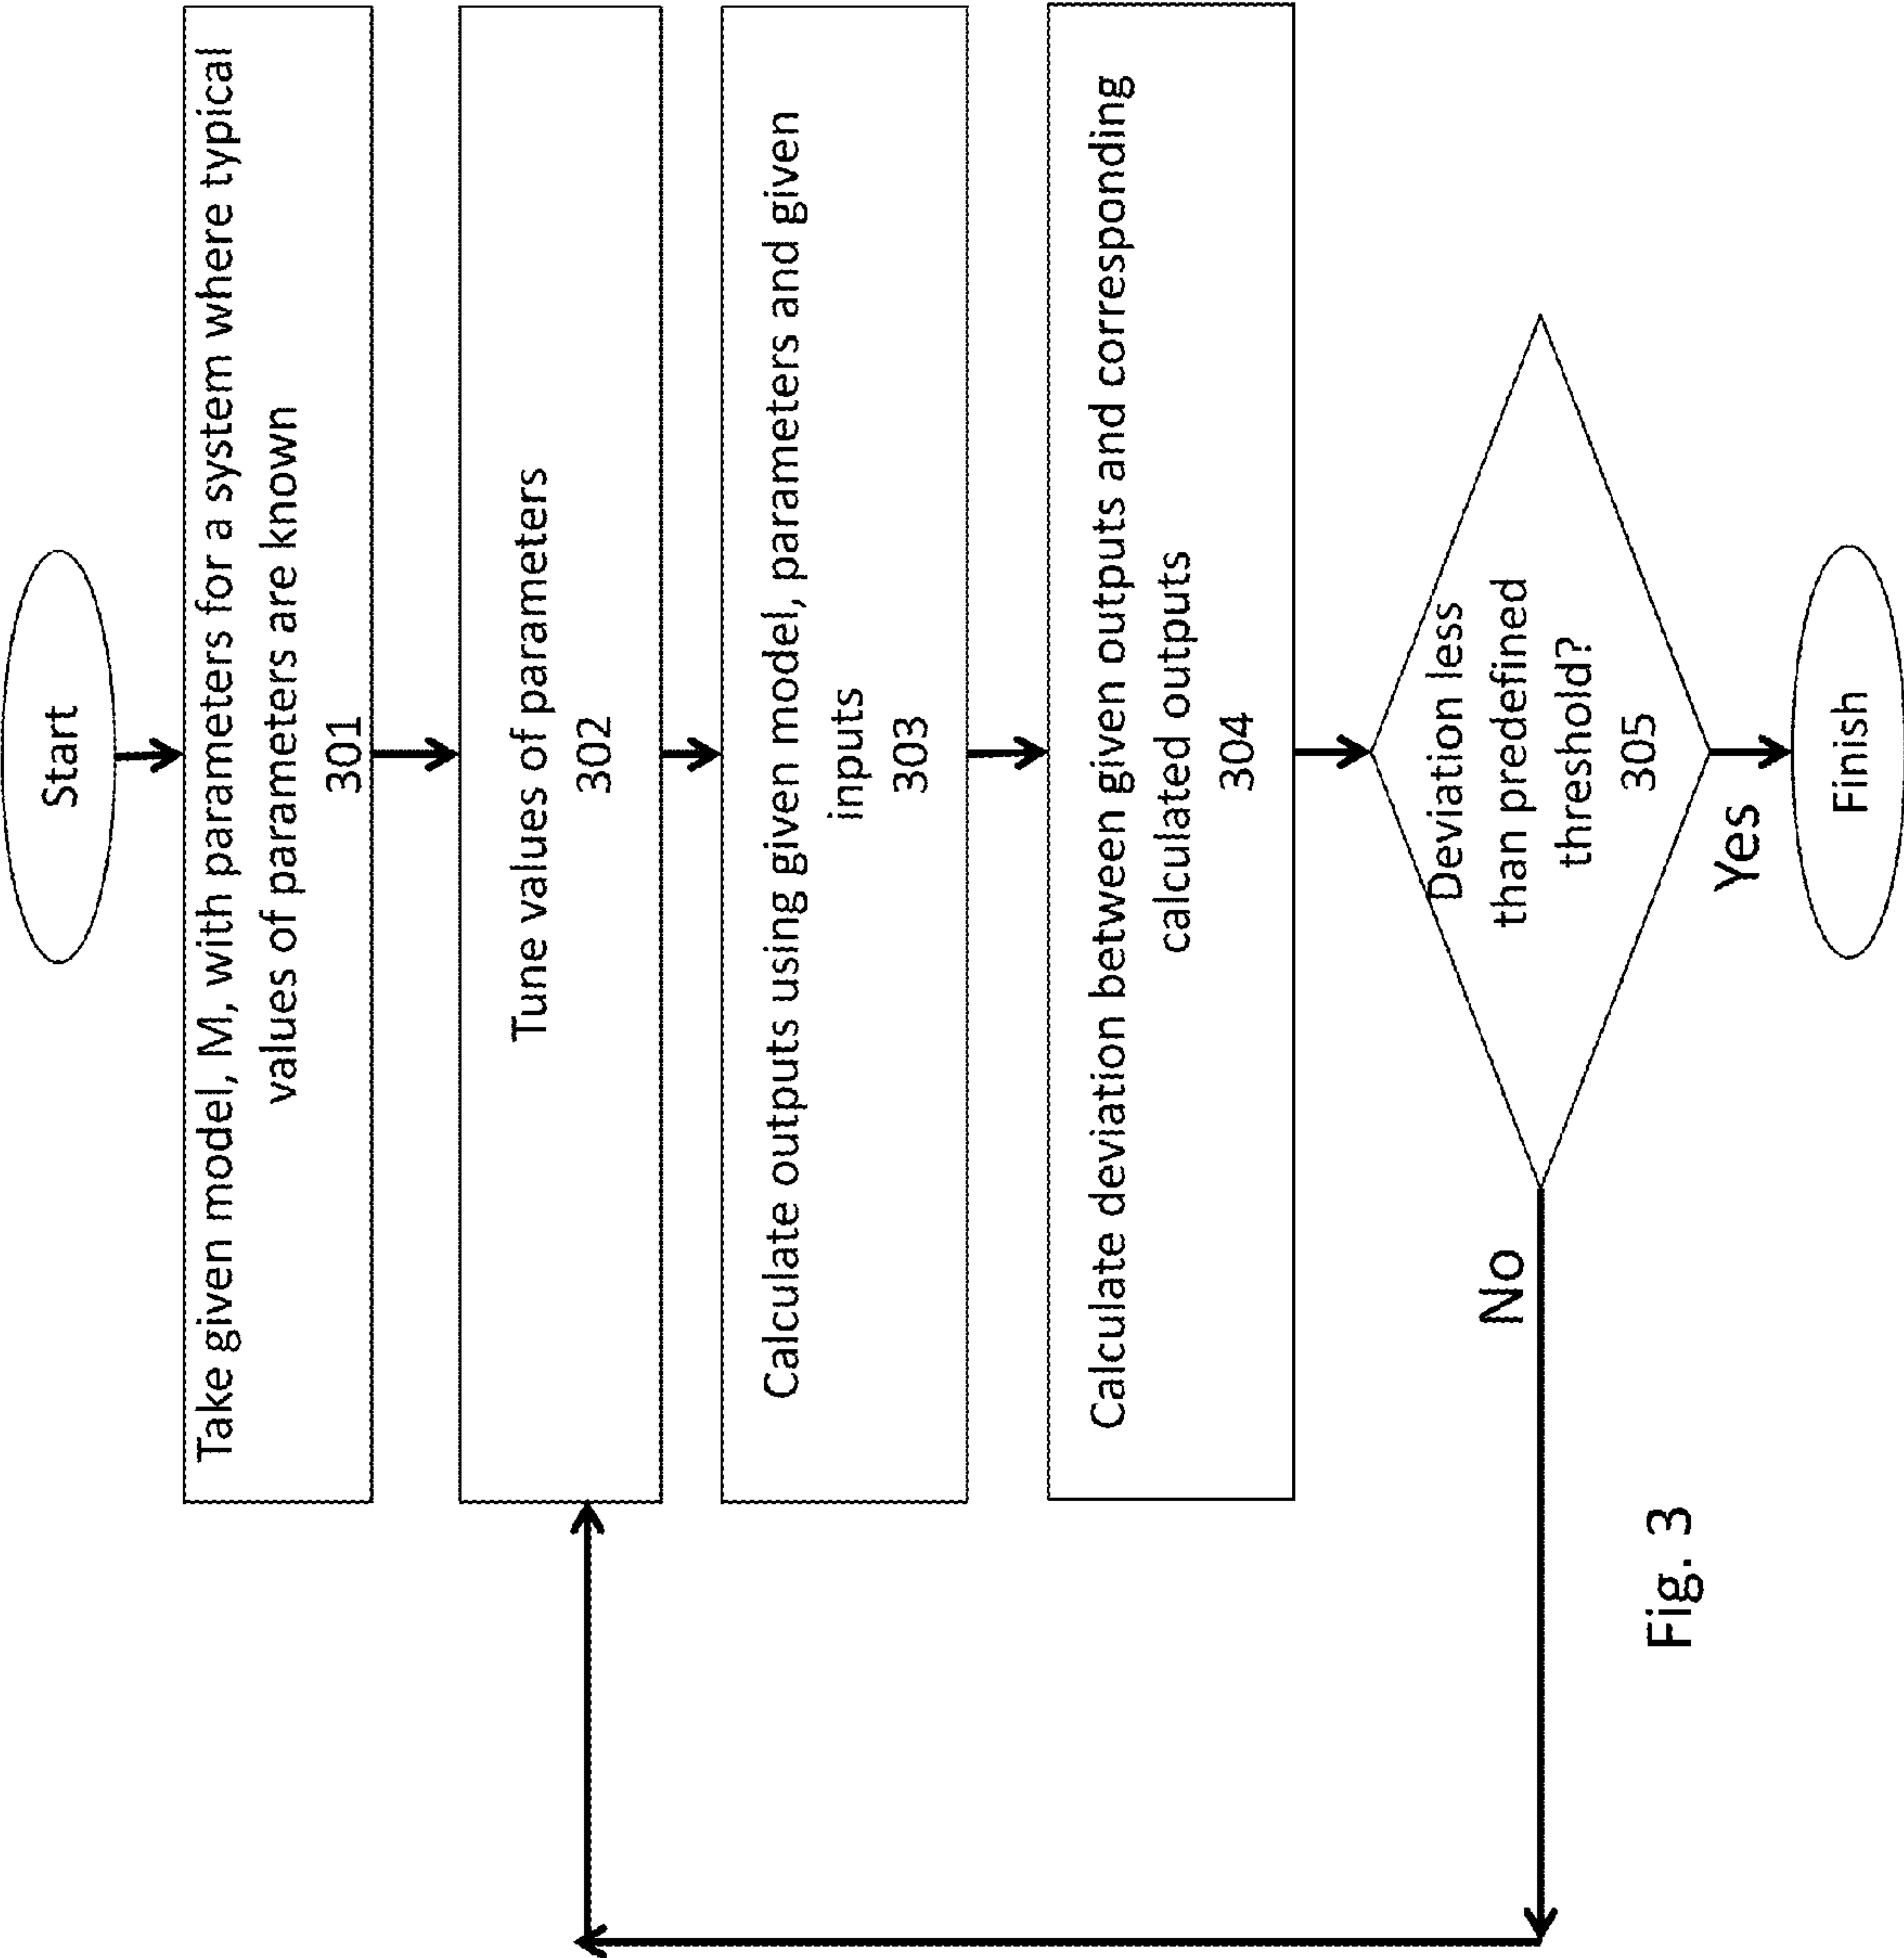 Start
Take given model, M, with parameters for a system where typical
values of parameters are known
301
Tune values of parameters
302
Calculate outputs using given model, parameters and given
inputs
303
Calculate deviation between given outputs and corresponding
calculated outputs
304
Deviation less
than predefined
threshold?
305
No
Yes
Finish
Fig. 3